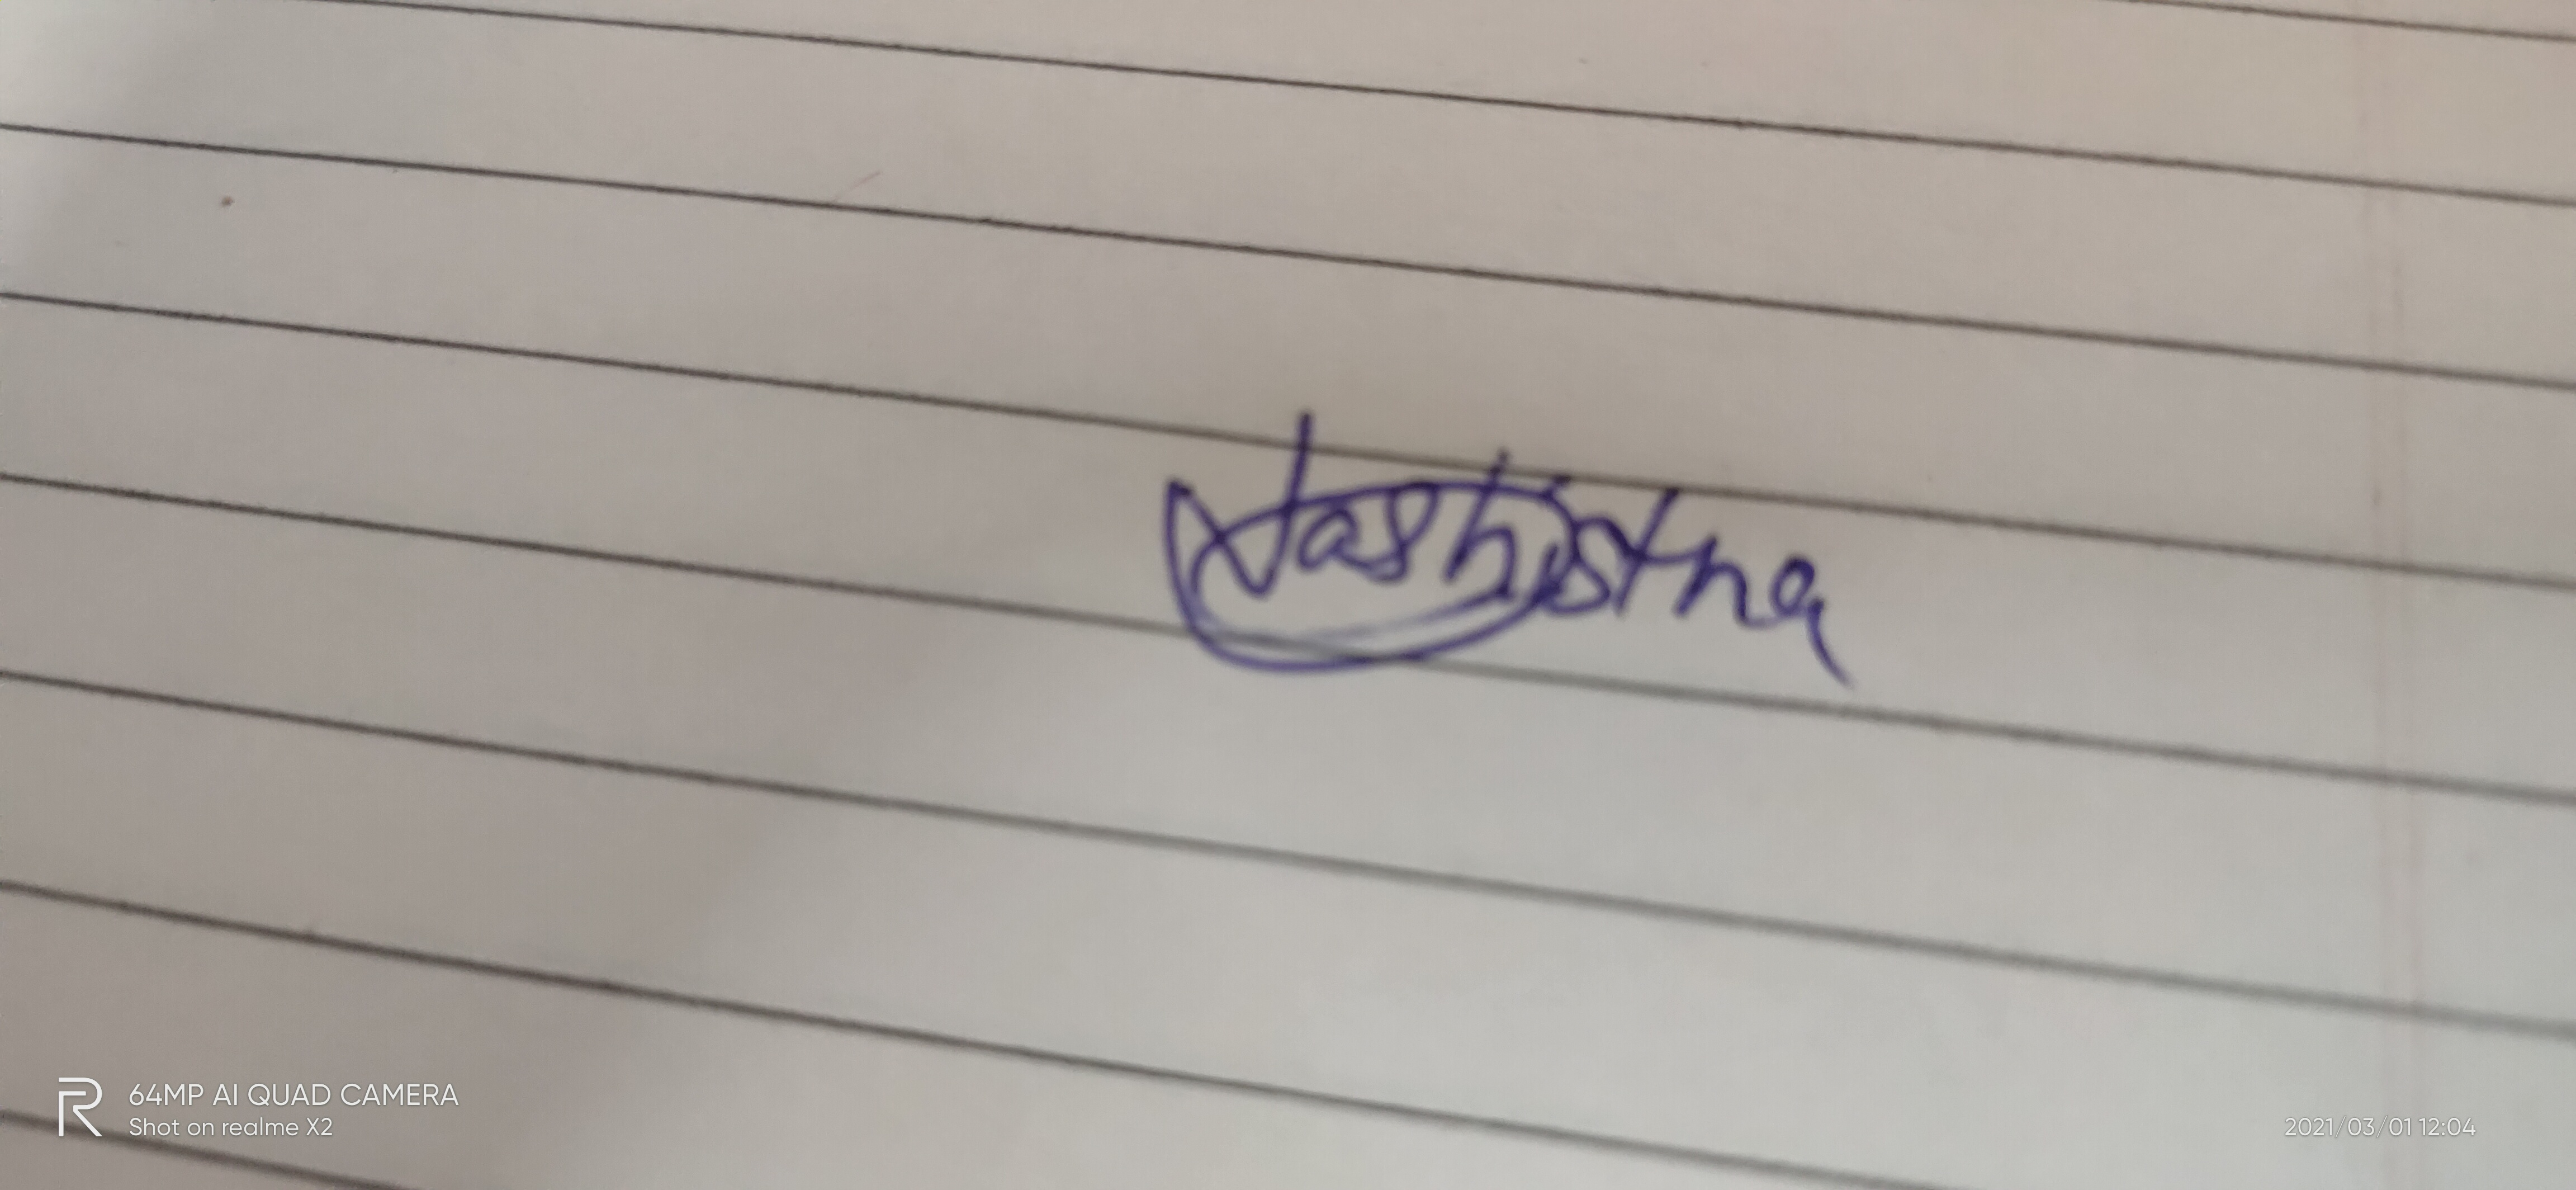 Vashistha
64MP AI QUAD CAMERA
Shot on realme X2
2021/03/01 12:04